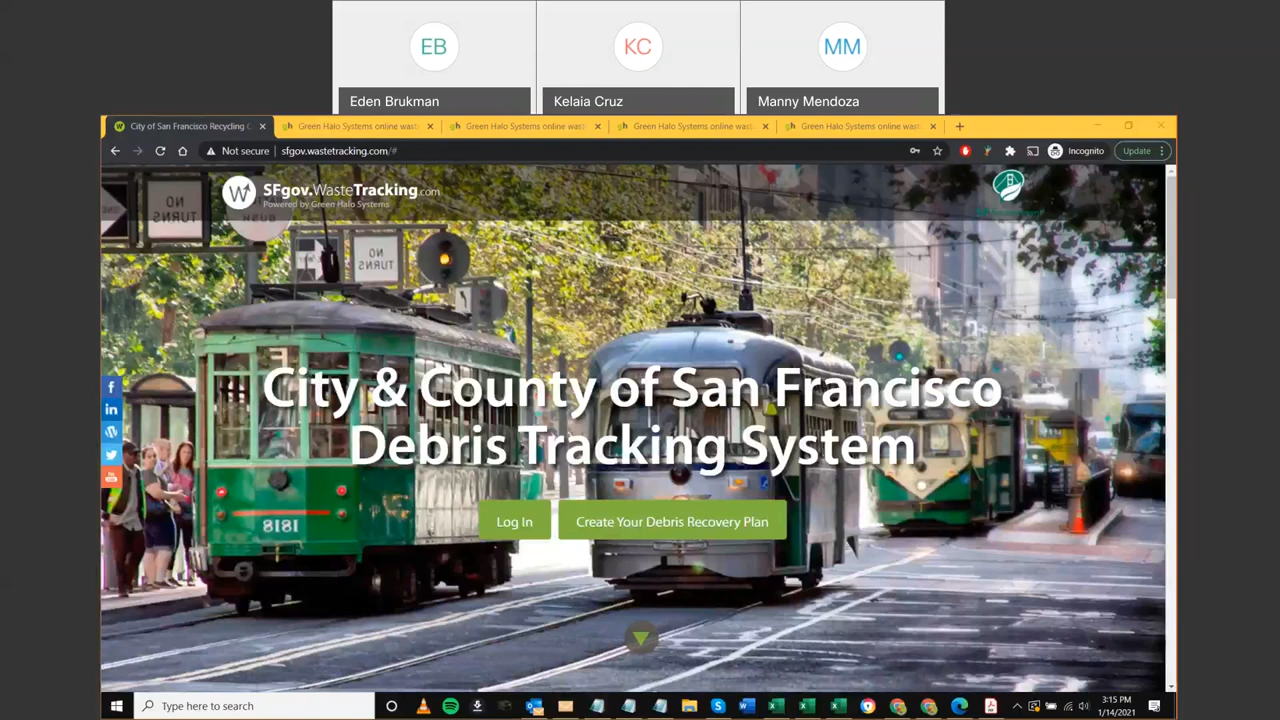 EB
KC
MM
Eden Brukman
Kelaia Cruz
Manny Mendoza
City of San Francisco Recycling C
Green Halo Systems online wast
Green Halo Systems online wast
Green Halo Systems online wast
Green Halo Systems online wast
Not secure
sfgov.wastetracking.com/#
Incognito
Update
SFgov.WasteTracking.com
Powered by Green Halo Systems
NO
TURNS
NO
TURNS
City & County of San Francisco
Debris Tracking System
Log In
Create Your Debris Recovery Plan
8181
Type here to search
3:15 PM
1/14/2021